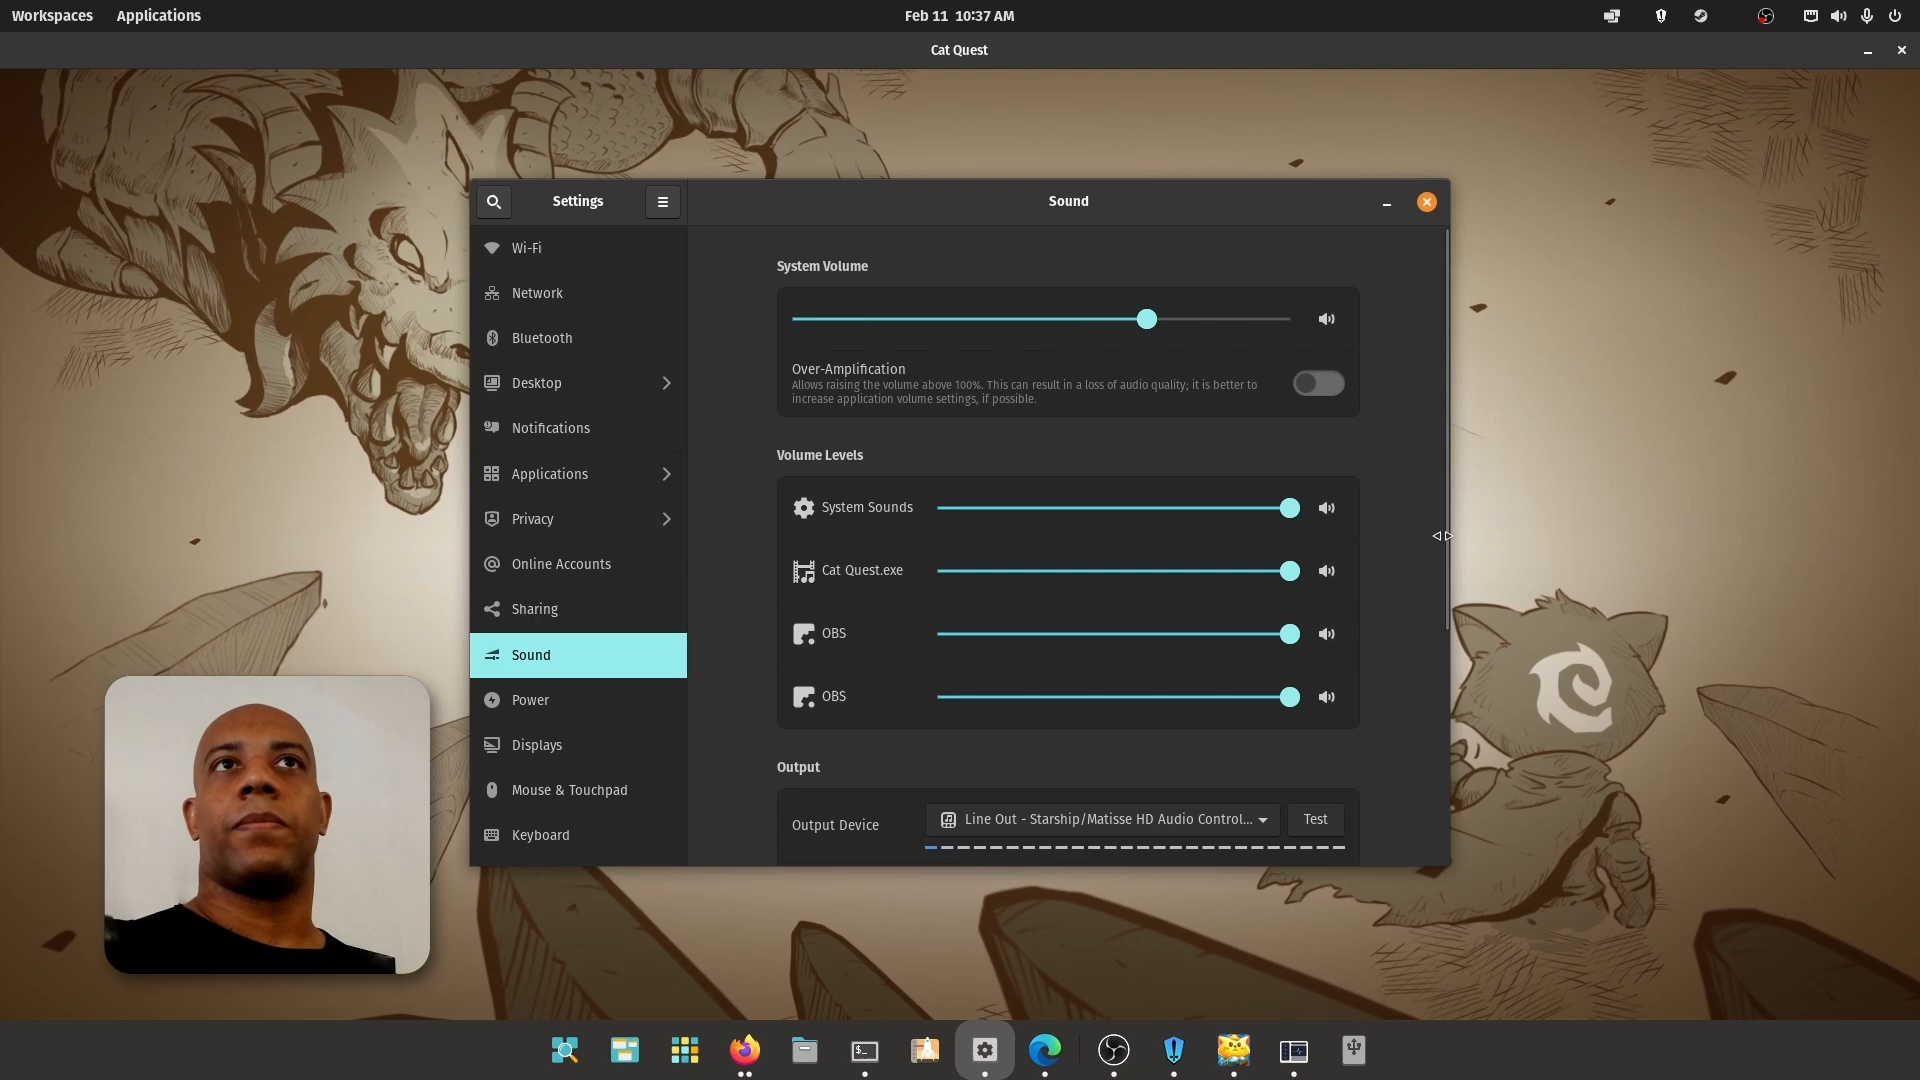 Workspaces
Applications
Feb 11 10:37 AM
Cat Quest
Settings
Sound
Wi-Fi
Network
Bluetooth
Desktop
Notifications
Applications
Privacy
Online Accounts
Sharing
Sound
Power
Displays
Mouse & Touchpad
Keyboard
System Volume
Over-Amplification
Allows raising the volume above 100%. This can result in a loss of audio quality; it is better to
increase application volume settings, if possible.
Volume Levels
System Sounds
Cat Quest.exe
OBS
OBS
Output
Output Device
Line Out - Starship/Matisse HD Audio Control...
Test
$_